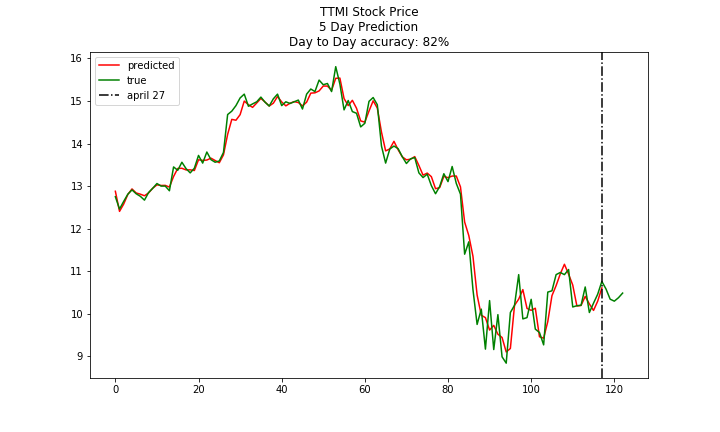 TTMI Stock Price
5 Day Prediction
Day to Day accuracy: 82%
predicted
true
april 27
16
15
14
13
12
11
10
9
0
20
40
60
80
100
120